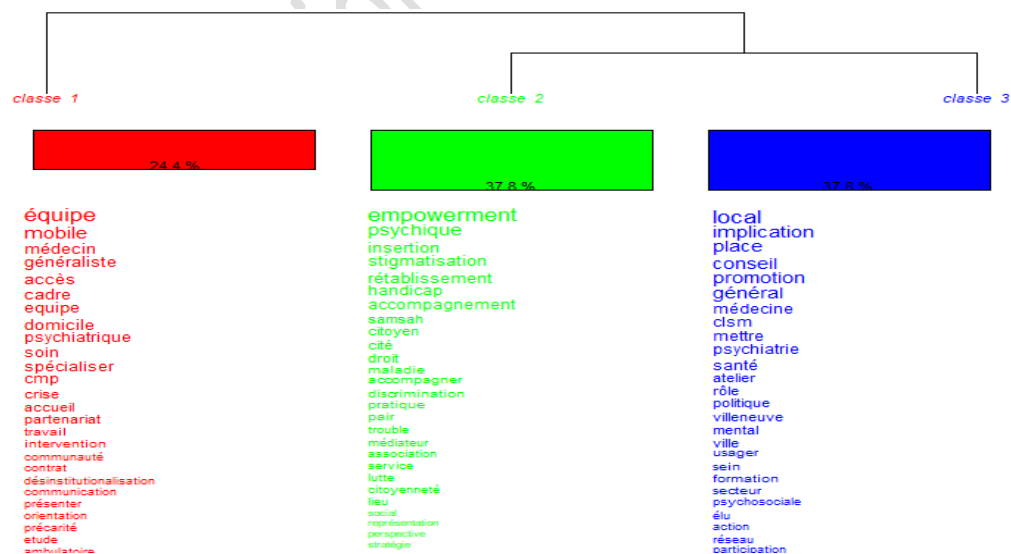 classe 1
classe 2
classe 3
24.4 %
37.8 %
37.8 %
équipe
mobile
médecin
généraliste
accès
cadre
equipe
domicile
psychiatrique
soin
spécialiser
cmp
crise
accueil
partenariat
travail
intervention
communauté
contrat
désinstitutionalisation
communication
présenter
orientation
précarité
etude
ambulatoire
empowerment
psychique
insertion
stigmatisation
rétablissement
handicap
accompagnement
samsah
citoyen
cité
droit
maladie
accompagner
discrimination
pratique
pair
trouble
médiateur
association
service
lutte
citoyenneté
lieu
social
représentation
perspective
stratégie
local
implication
place
conseil
promotion
général
médecine
clsm
mettre
psychiatrie
santé
atelier
rôle
politique
villeneuve
mental
ville
usager
sein
formation
secteur
psychosociale
élu
action
réseau
participation